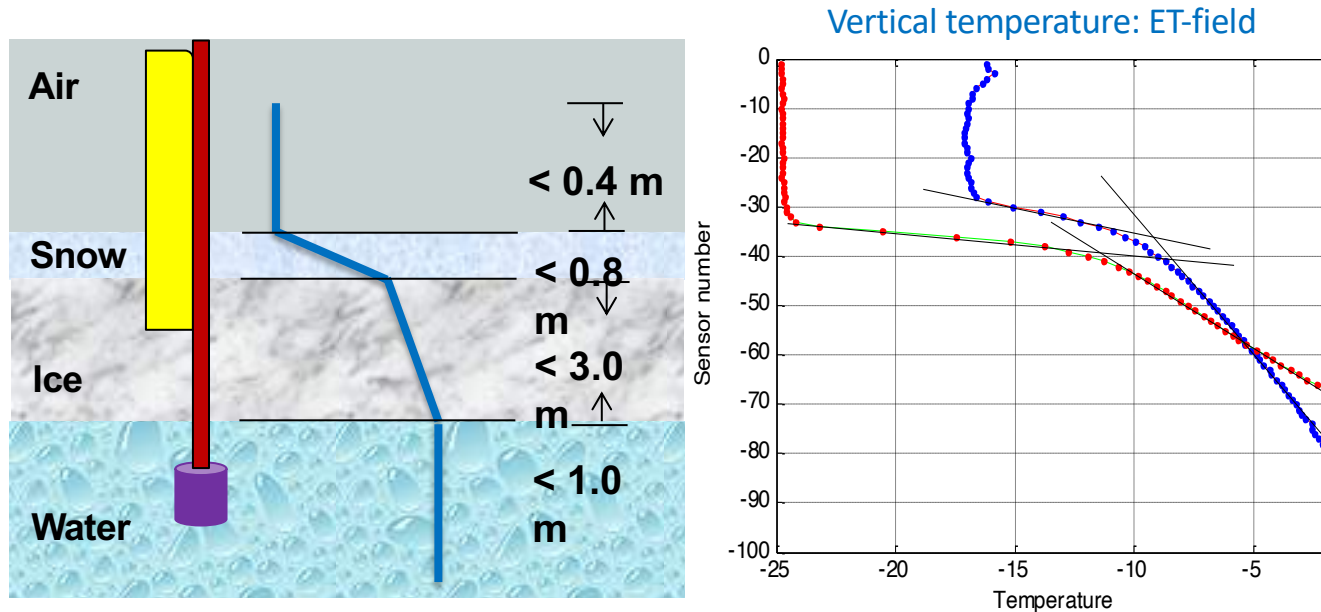 Air
< 0.4 m
Snow
< 0.8
m
Ice
< 3.0
m
< 1.0
m
Water
Vertical temperature: ET-field
Sensor number
0
-10
-20
-30
-40
-50
-60
-70
-80
-90
-100
-25
-20
-15
-10
-5
Temperature